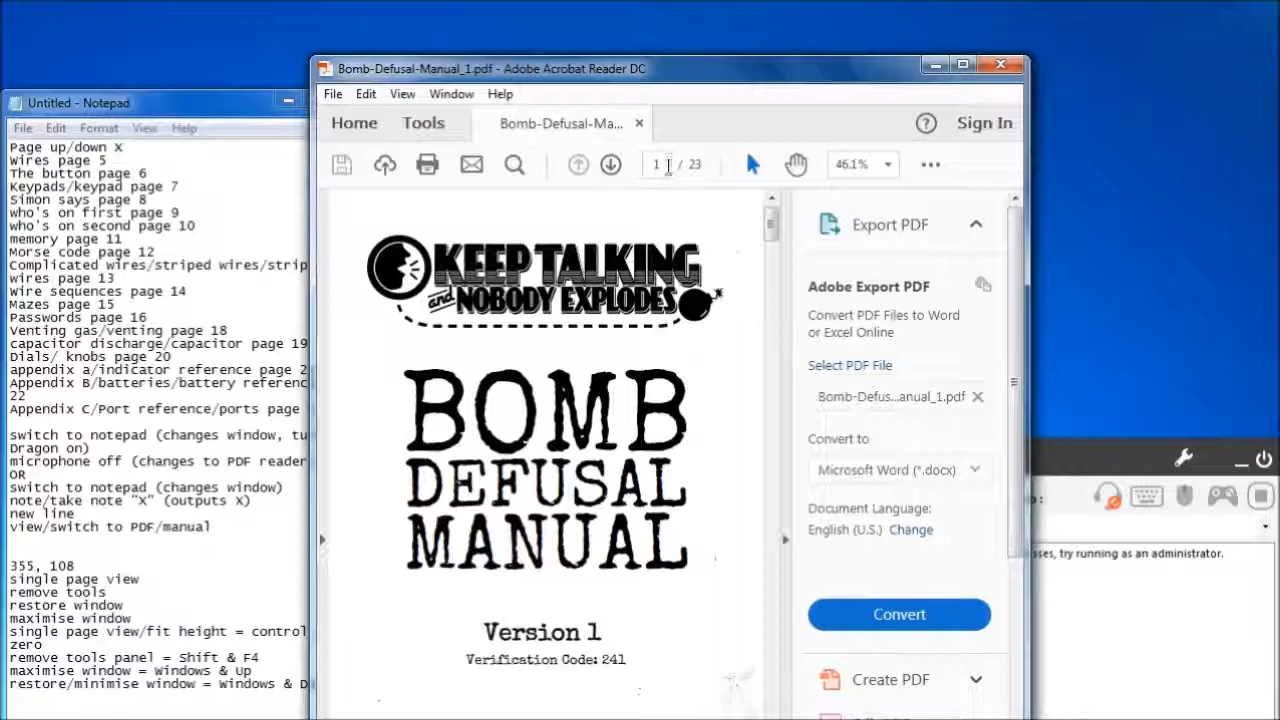 Untitled - Notepad
File Edit Format View Help
Page up/down X
Wires page 5
The button page 6
Keypads/keypad page 7
Simon says page 8
who's on first page 9
who's on second page 10
memory page 11
Morse code page 12
Complicated wires/striped wires/strip
wires page 13
Wire sequences page 14
Mazes page 15
Passwords page 16
Venting gas/venting page 18
capacitor discharge/capacitor page 19
Dials/ knobs page 20
appendix a/indicator reference page 2
Appendix B/batteries/battery referenc
22
Appendix C/Port reference/ports page
switch to notepad (changes window, tu
Dragon on)
microphone off (changes to PDF reader
OR
switch to notepad (changes window)
note/take note "X" (outputs X)
new line
view/switch to PDF/manual
355, 108
single page view
remove tools
restore window
maximise window
single page view/fit height = control
zero
remove tools panel = Shift & F4
maximise window = Windows & Up
restore/minimise window = Windows & D
Bomb-Defusal-Manual_1.pdf - Adobe Acrobat Reader DC
File Edit View Window Help
Home Tools Bomb-Defusal-Ma... Sign In
1 / 23 46.1%
KEEP TALKING
and NOBODY EXPLODES
BOMB
DEFUSAL
MANUAL
Version 1
Verification Code: 241
Export PDF
Adobe Export PDF
Convert PDF Files to Word
or Excel Online
Select PDF File
Bomb-Defus...anual_1.pdf
Convert to
Microsoft Word (*.docx)
Document Language:
English (U.S.) Change
Convert
Create PDF
sses, try running as an administrator.